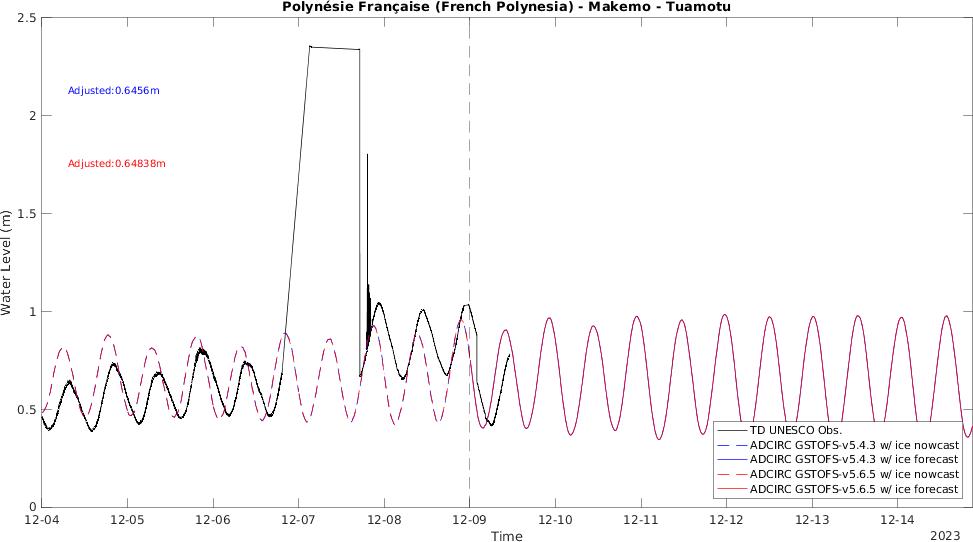 Polynésie Française (French Polynesia) - Makemo - Tuamotu
2.5
2
1.5
1
0.5
0
Water Level (m)
Adjusted:0.6456m
Adjusted:0.64838m
TD UNESCO Obs.
ADCIRC GSTOFS-v5.4.3 w/ ice nowcast
ADCIRC GSTOFS-v5.4.3 w/ ice forecast
ADCIRC GSTOFS-v5.6.5 w/ ice nowcast
ADCIRC GSTOFS-v5.6.5 w/ ice forecast
12-04 12-05 12-06 12-07 12-08 12-09 12-10 12-11 12-12 12-13 12-14
Time
2023